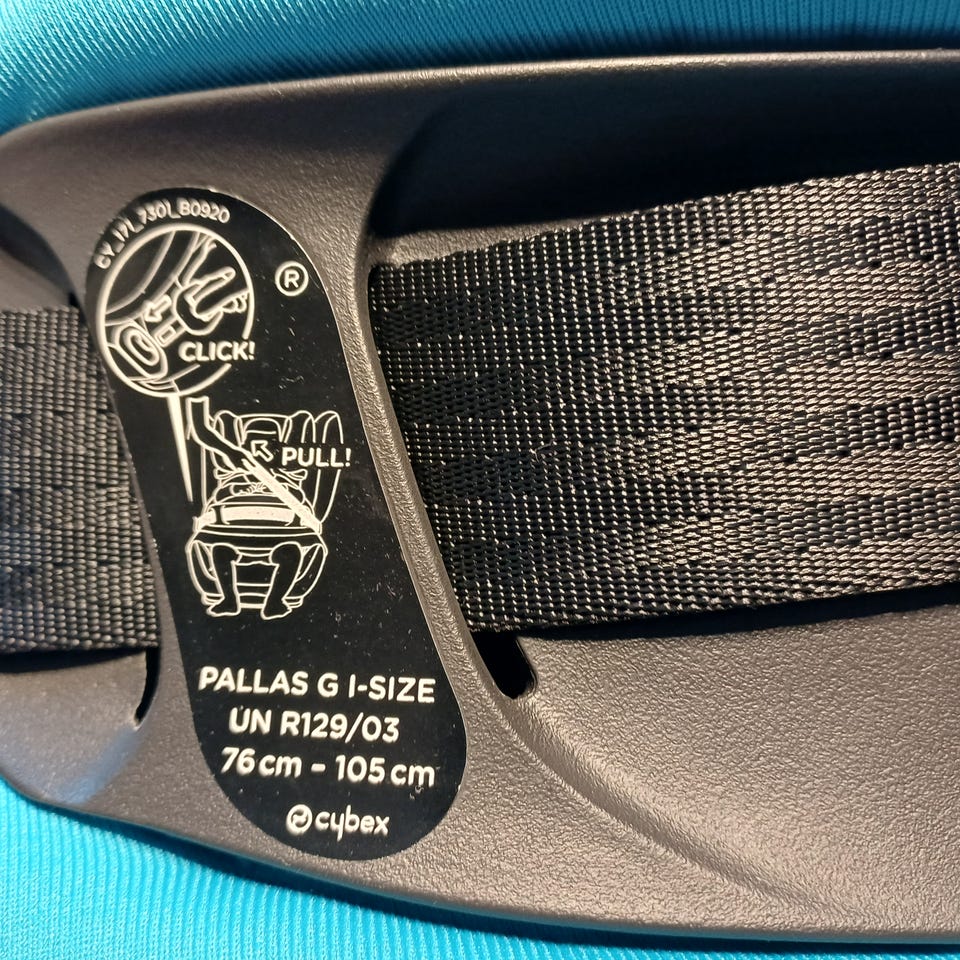 CY_171_7301_B0920
®
CLICK!
PULL!
PALLAS G I-SIZE
UN R129/03
76 cm - 105 cm
cybex